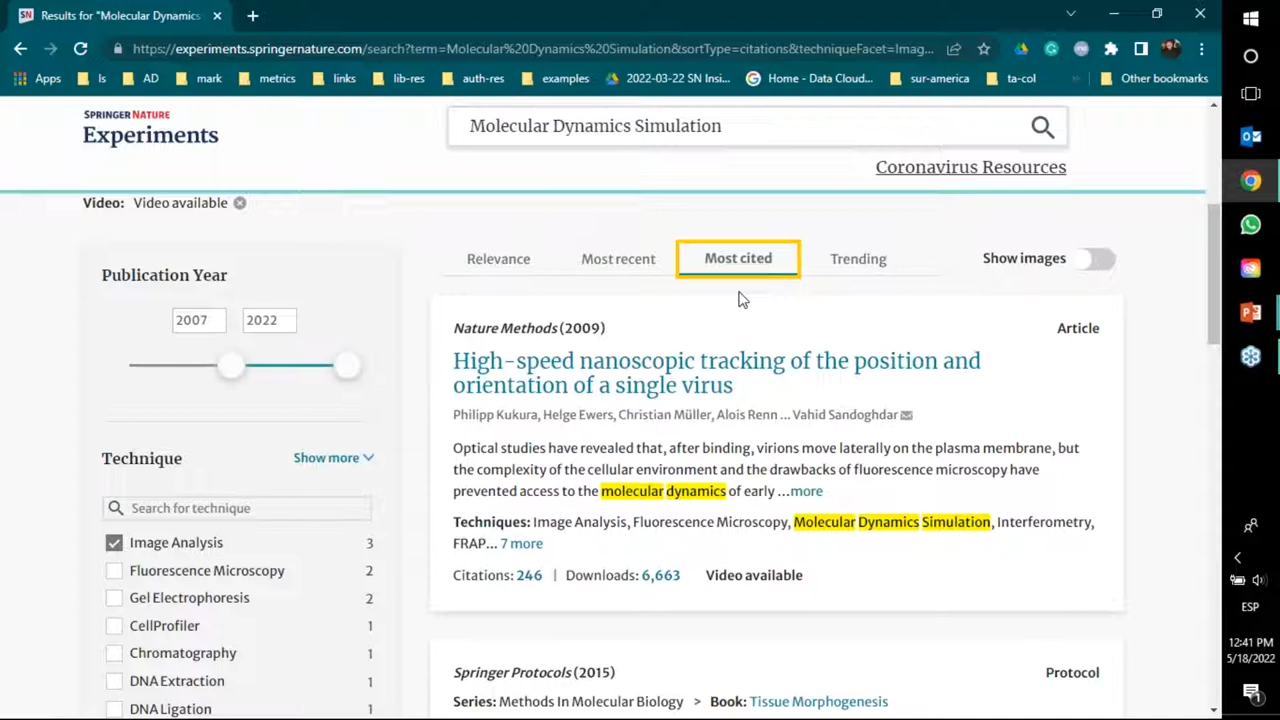 Results for "Molecular Dynamics
https://experiments.springernature.com/search?term=Molecular%20Dynamics%20Simulation&sortType=citations&techniqueFacet=Imag...
Apps
ls
AD
mark
metrics
links
lib-res
auth-res
examples
2022-03-22 SN Insi...
Home - Data Cloud...
sur-america
ta-col
»
Other bookmarks
SPRINGER NATURE
Experiments
Molecular Dynamics Simulation
Coronavirus Resources
Video: Video available
Publication Year
2007
2022
Technique
Show more
Search for technique
Image Analysis 3
Fluorescence Microscopy 2
Gel Electrophoresis 2
CellProfiler 1
Chromatography 1
DNA Extraction 1
DNA Ligation 1
Relevance
Most recent
Most cited
Trending
Show images
Nature Methods (2009)
Article
High-speed nanoscopic tracking of the position and
orientation of a single virus
Philipp Kukura, Helge Ewers, Christian Müller, Alois Renn ... Vahid Sandoghdar
Optical studies have revealed that, after binding, virions move laterally on the plasma membrane, but
the complexity of the cellular environment and the drawbacks of fluorescence microscopy have
prevented access to the molecular dynamics of early ...more
Techniques: Image Analysis, Fluorescence Microscopy, Molecular Dynamics Simulation, Interferometry,
FRAP... 7 more
Citations: 246 | Downloads: 6,663 Video available
Springer Protocols (2015)
Protocol
Series: Methods In Molecular Biology > Book: Tissue Morphogenesis
ESP
12:41 PM
5/18/2022